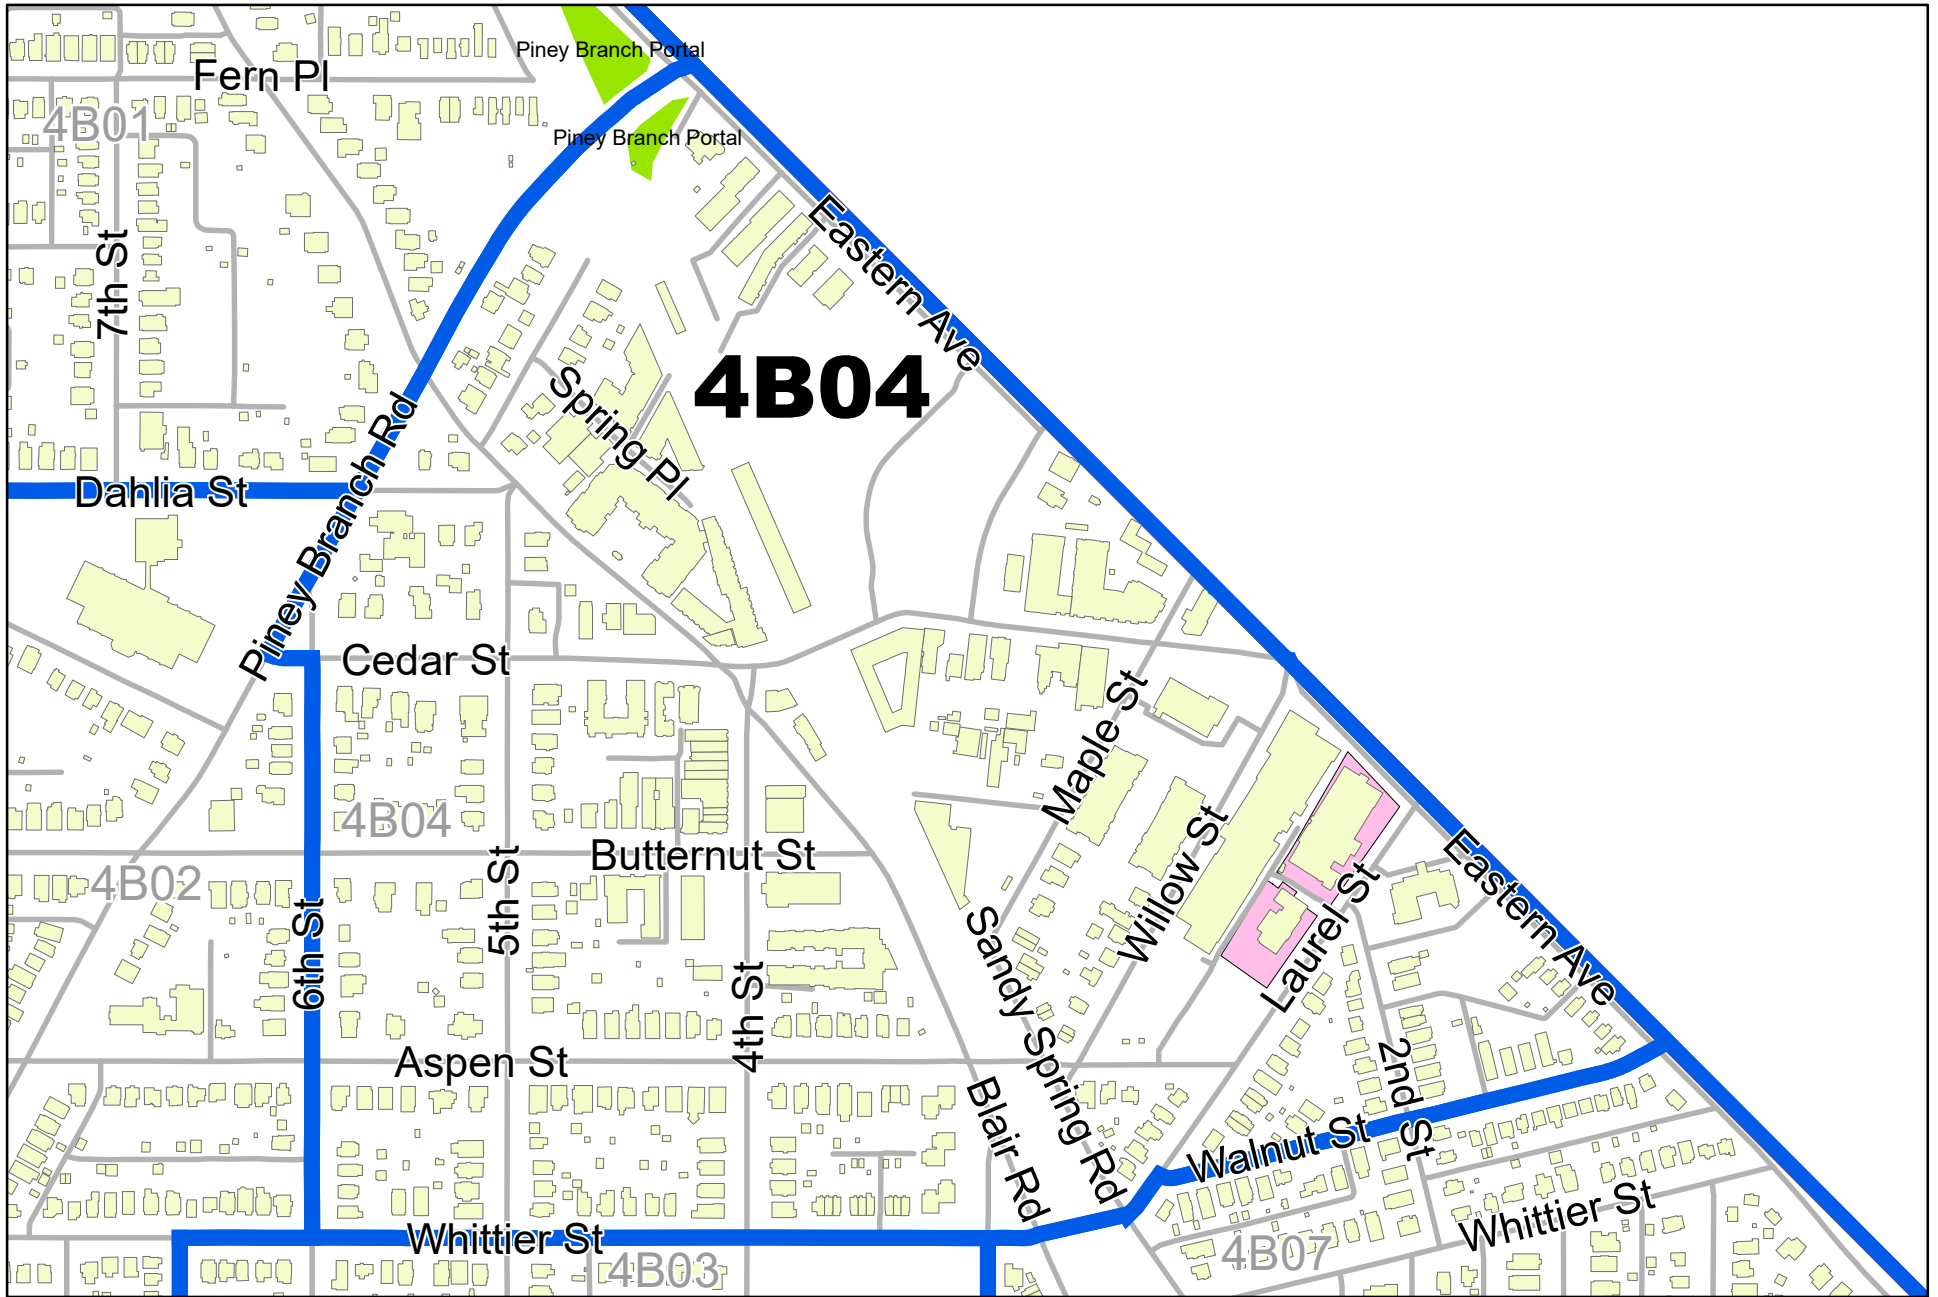 Piney Branch Portal
Fern Pl
4B01
Piney Branch Portal
7th St
Eastern Ave
4B04
Spring Pl
Piney Branch Rd
Dahlia St
Cedar St
Maple St
4B04
Butternut St
4B02
Willow St
5th St
6th St
Laurel St
Eastern Ave
Sandy Spring Rd
4th St
Aspen St
2nd St
Blair Rd
Walnut St
Whittier St
Whittier St
4B03
4B07